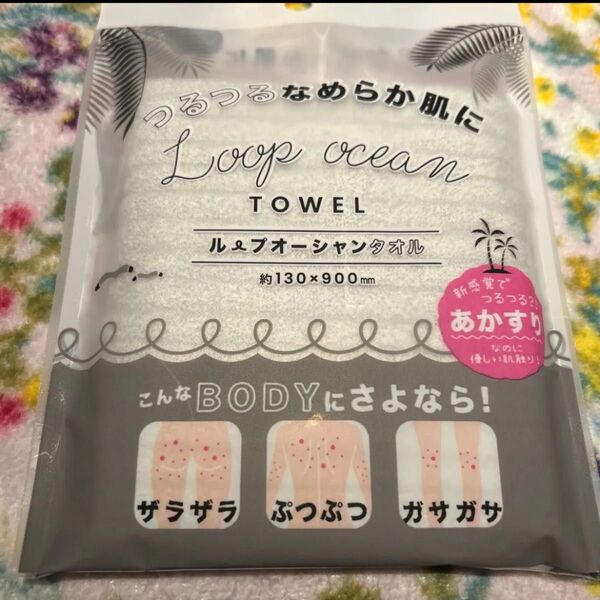 つるつるなめらか肌に
Loop ocean
TOWEL
ループオーシャンタオル
約130×900mm
新感覚で
つるつる?!
あかすり
なのに
優しい肌触り!
こんなBODYにさよなら!
ザラザラ
ぷつぷつ
ガサガサ